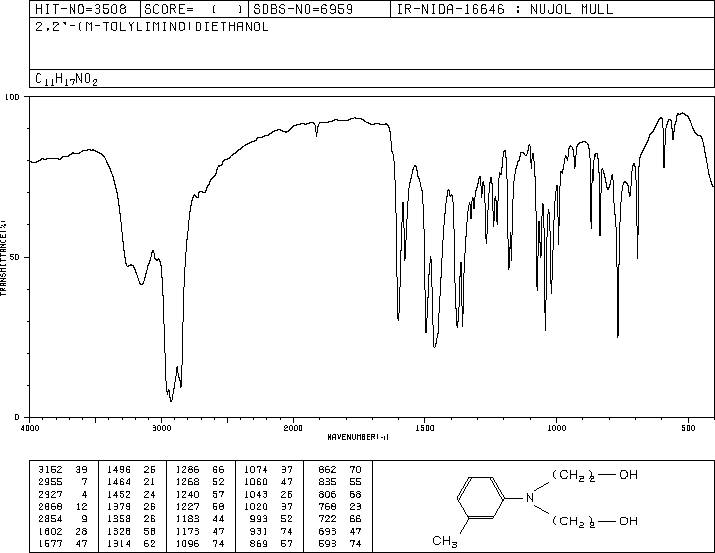 HIT-NO=3508 SCORE= ( ) SDBS-NO=6959 IR-NIDA-16646 : NUJOL MULL
2,2'-(M-TOLYLIMINO)DIETHANOL
C11H17NO2
100
50
0
TRANSMITTANCE(%)
4000 3000 2000 1500 1000 500
WAVENUMBER(-1)
3162 39 1496 26 1286 66 1074 37 862 70
2955 7 1464 21 1268 52 1060 47 835 55
2927 4 1452 24 1240 57 1043 26 806 68
2868 12 1379 26 1227 58 1020 37 768 23
2854 9 1358 26 1183 44 993 52 722 66
1602 28 1328 58 1173 47 931 74 693 47
1577 47 1314 62 1096 74 869 57 593 74
(CH2)2—OH
N
(CH2)2—OH
CH3